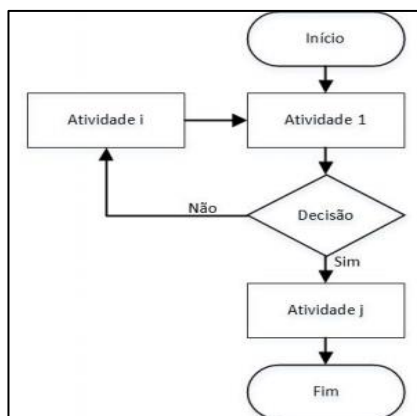 Início
Atividade i
Atividade 1
Não
Decisão
Sim
Atividade j
Fim